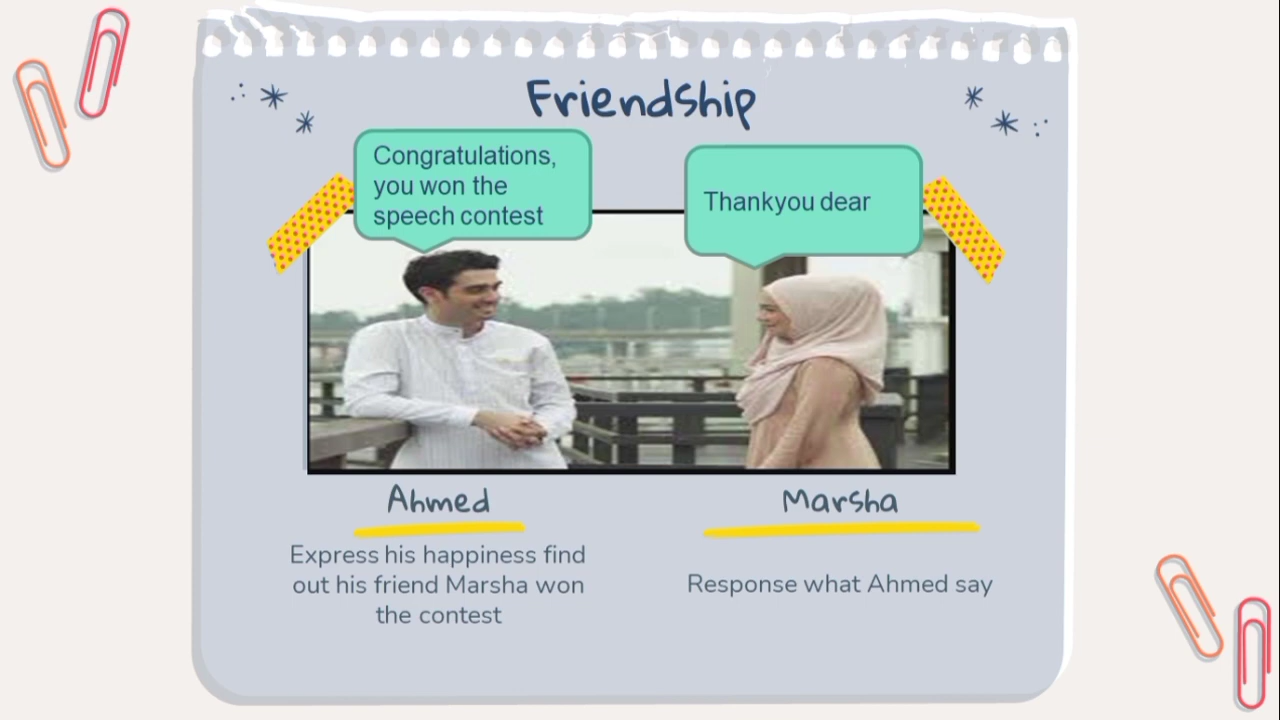 Friendship
Congratulations,
you won the
speech contest
Thankyou dear
Ahmed
Express his happiness find
out his friend Marsha won
the contest
Marsha
Response what Ahmed say